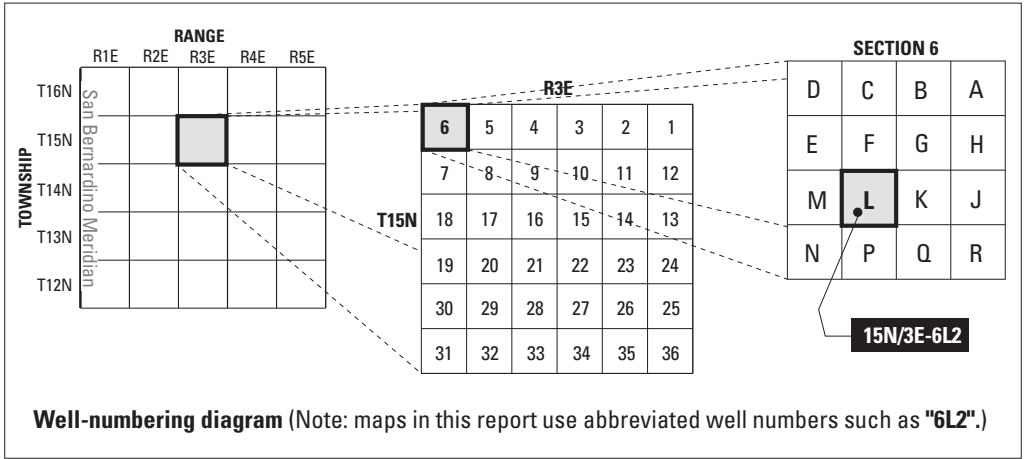 RANGE
R1E R2E R3E R4E R5E
TOWNSHIP
T16N
T15N
T14N
T13N
T12N
San Bernardino Meridian
R3E
T15N
6 5 4 3 2 1
7 8 9 10 11 12
18 17 16 15 14 13
19 20 21 22 23 24
30 29 28 27 26 25
31 32 33 34 35 36
SECTION 6
D C B A
E F G H
M L K J
N P Q R
15N/3E-6L2
Well-numbering diagram (Note: maps in this report use abbreviated well numbers such as "6L2".)